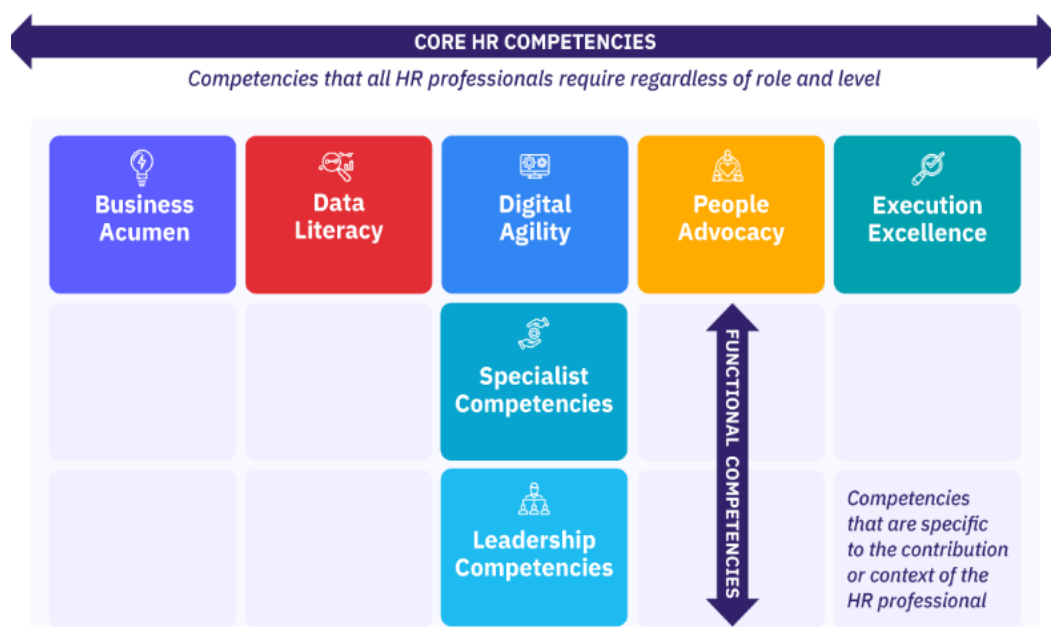 CORE HR COMPETENCIES
Competencies that all HR professionals require regardless of role and level
Business
Acumen
Data
Literacy
Digital
Agility
People
Advocacy
Execution
Excellence
Specialist
Competencies
Leadership
Competencies
FUNCTIONAL COMPETENCIES
Competencies
that are specific
to the contribution
or context of the
HR professional